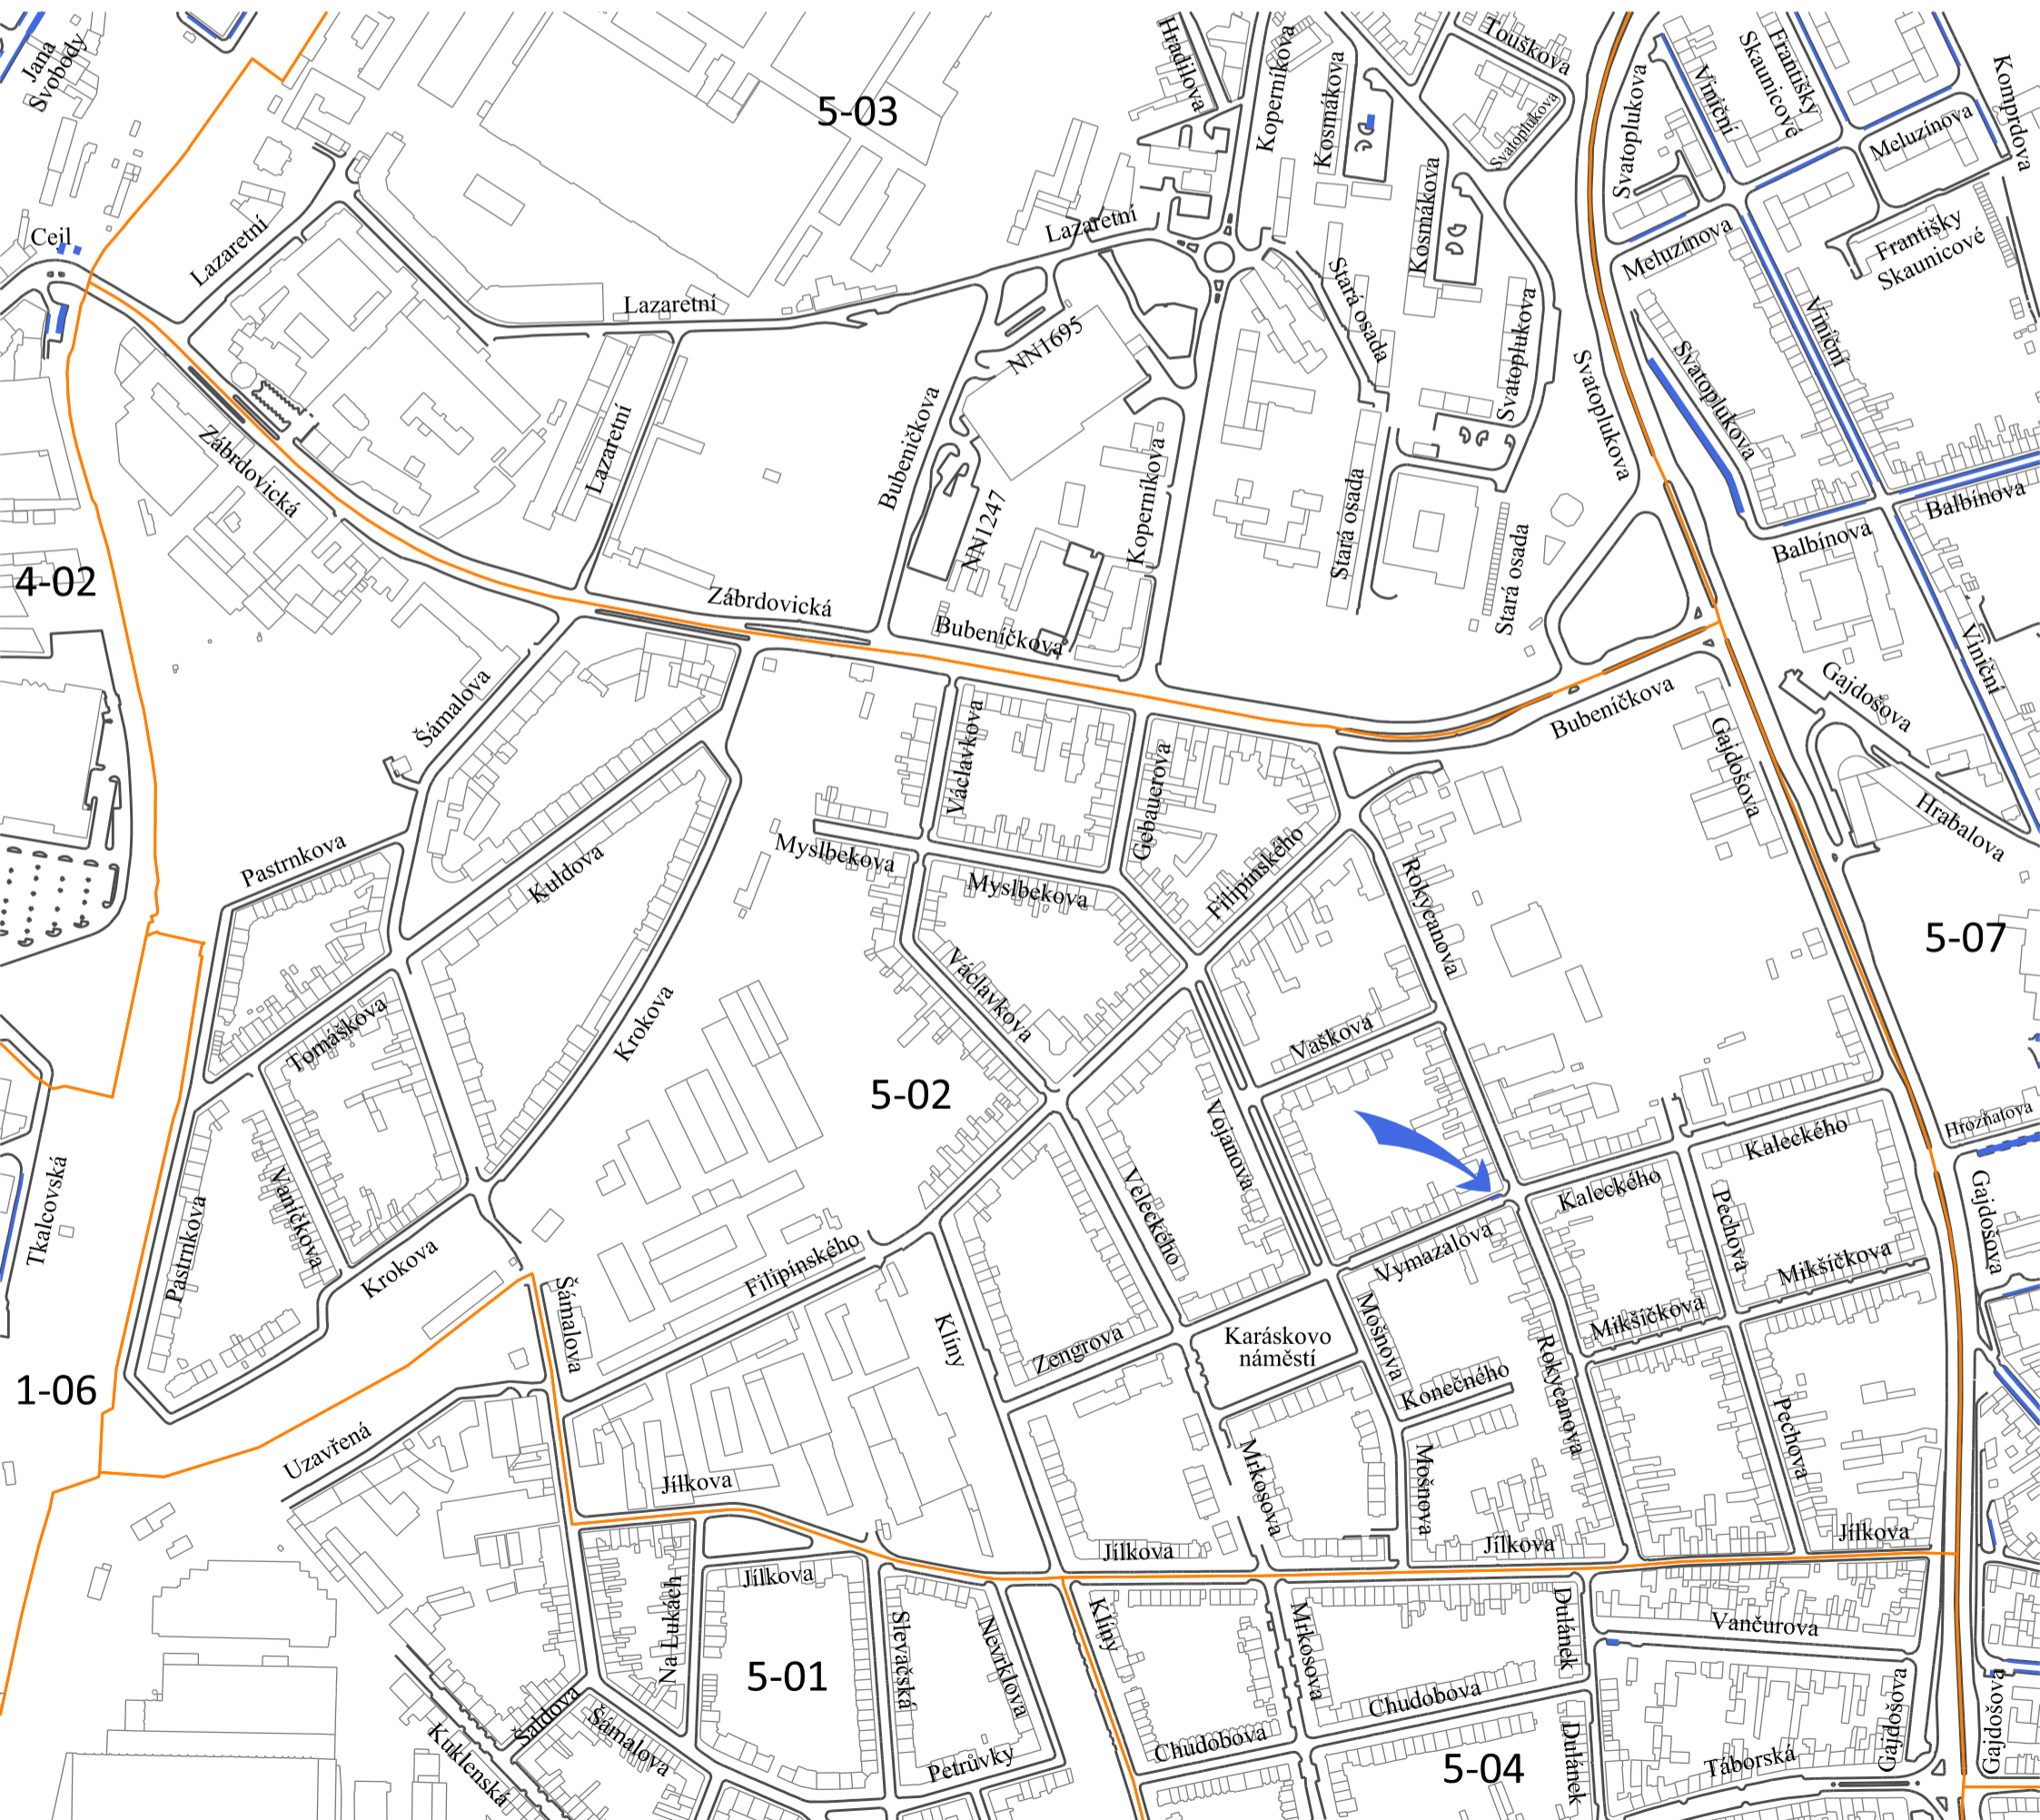 Jana
Svobody
5-03
Hradilova
Koperníkova
Kosmákova
Toušková
Svatoplukova
Svatoplukova
Viniční
Františky
Skaunicové
Meluzínova
Komprdova
Cejl
Lazaretní
Lazaretní
Lazaretní
Kosmákova
Stará osada
Svatoplukova
Meluzínova
Františky
Skaunicové
Viniční
NN1695
Svatoplukova
Svatoplukova
Zábrdovická
Lazaretní
Bubeníčkova
NN1247
Koperníkova
Stará osada
Stará osada
Balbínova
Balbínova
4-02
Zábrdovická
Bubeníčkova
Viniční
Šámalova
Václavkova
Gebauerova
Bubeníčkova
Gajdošova
Gajdošova
Hrabalova
Pastrnkova
Kuldova
Myslbekova
Myslbekova
Filipínského
Rokycanova
5-07
Tomáškova
Krokova
Václavkova
Vaškova
5-02
Vojanova
Kaleckého
Hrozňatova
Tkalcovská
Pastrnkova
Vaníčkova
Krokova
Veleckého
Kaleckého
Pechova
Gajdošova
Filipínského
Vymazalova
Mikšíčkova
Šámalova
Klíny
Zengrova
Karáskovo
náměstí
Mošnova
Mikšíčkova
1-06
Konečného
Rokycanova
Uzavřená
Pechova
Jílkova
Mrkosova
Mošnova
Jílkova
Jílkova
Jílkova
Jílkova
Na Lukách
Slevačská
Nevrklova
Klíny
Mrkosova
Dulánek
Vančurova
5-01
Šaldova
Šámalova
Kuklenská
Petrůvky
Chudobova
Chudobova
5-04
Dulánek
Táborská
Gajdošova
Gajdošova